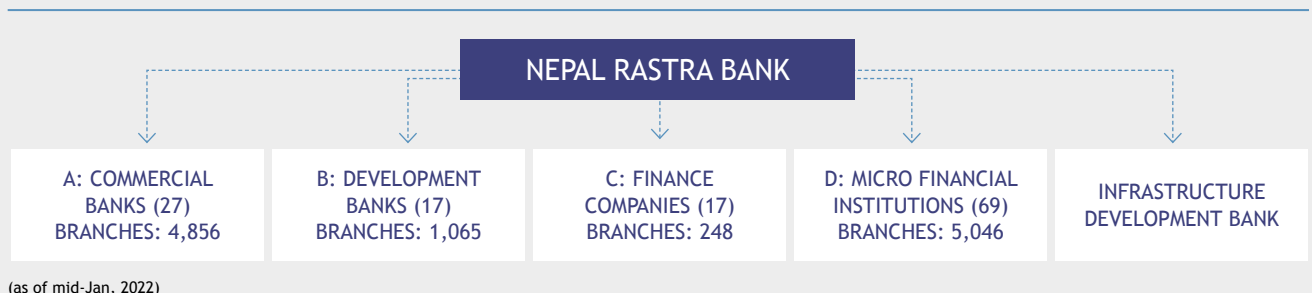 NEPAL RASTRA BANK
A: COMMERCIAL
BANKS (27)
BRANCHES: 4,856
B: DEVELOPMENT
BANKS (17)
BRANCHES: 1,065
C: FINANCE
COMPANIES (17)
BRANCHES: 248
D: MICRO FINANCIAL
INSTITUTIONS (69)
BRANCHES: 5,046
INFRASTRUCTURE
DEVELOPMENT BANK
(as of mid-Jan, 2022)